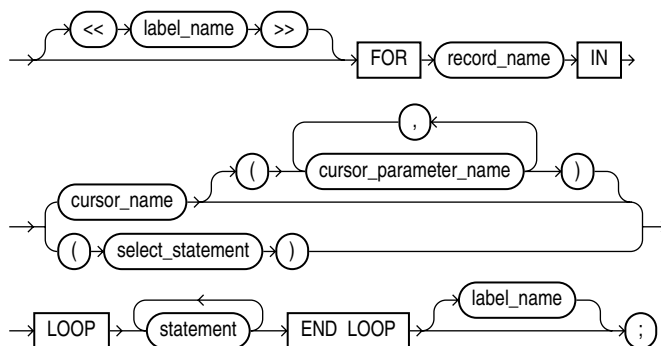 << label_name >>
FOR record_name IN
,
( cursor_parameter_name )
cursor_name
( select_statement )
label_name
LOOP statement END LOOP ;